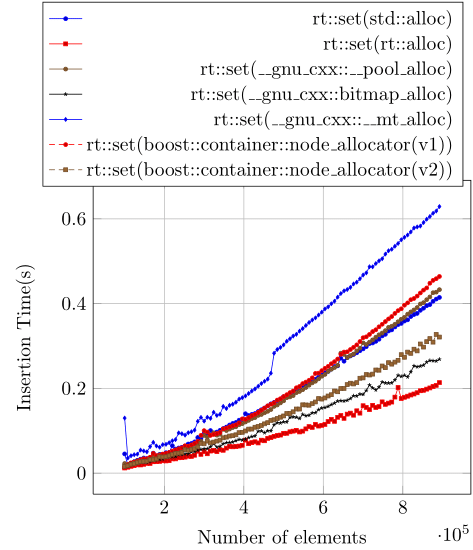 rt::set(std::alloc)
rt::set(rt::alloc)
rt::set(__gnu_cxx::__pool_alloc)
rt::set(__gnu_cxx::bitmap_alloc)
rt::set(__gnu_cxx::__mt_alloc)
rt::set(boost::container::node_allocator(v1))
rt::set(boost::container::node_allocator(v2))
0.6
0.4
0.2
0
Insertion Time(s)
2 4 6 8
·10⁵
Number of elements